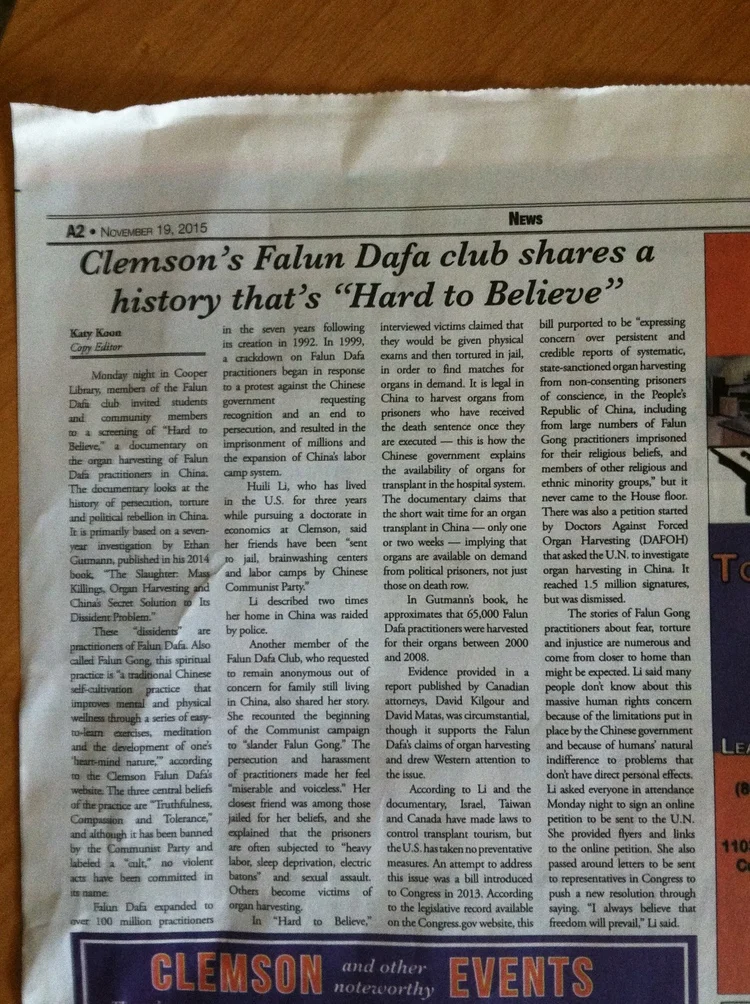 A2 • NOVEMBER 19, 2015
NEWS
Clemson's Falun Dafa club shares a
history that's “Hard to Believe”
Katy Koon
Copy Editor
Monday night in Cooper
Library, members of the Falun
Dafa club invited students
and community members
to a screening of "Hard to
Believe," a documentary on
the organ harvesting of Falun
Dafa practitioners in China.
The documentary looks at the
history of persecution, torture
and political rebellion in China.
It is primarily based on a seven-
year investigation by Ethan
Gutmann, published in his 2014
book, "The Slaughter: Mass
Killings, Organ Harvesting and
China's Secret Solution to Its
Dissident Problem."
These "dissidents" are
practitioners of Falun Dafa. Also
called Falun Gong, this spiritual
practice is "a traditional Chinese
self-cultivation practice that
improves mental and physical
wellness through a series of easy-
to-learn exercises, meditation
and the development of one's
'heart-mind nature,'" according
to the Clemson Falun Dafa's
website. The three central beliefs
of the practice are "Truthfulness,
Compassion and Tolerance,"
and although it has been banned
by the Communist Party and
labeled a "cult," no violent
acts have been committed in
its name.
Falun Dafa expanded to
over 100 million practitioners
in the seven years following
its creation in 1992. In 1999,
a crackdown on Falun Dafa
practitioners began in response
to a protest against the Chinese
government requesting
recognition and an end to
persecution, and resulted in the
imprisonment of millions and
the expansion of China's labor
camp system.
Huili Li, who has lived
in the U.S. for three years
while pursuing a doctorate in
economics at Clemson, said
her friends have been "sent
to jail, brainwashing centers
and labor camps by Chinese
Communist Party."
Li described two times
her home in China was raided
by police.
Another member of the
Falun Dafa Club, who requested
to remain anonymous out of
concern for family still living
in China, also shared her story.
She recounted the beginning
of the Communist campaign
to "slander Falun Gong." The
persecution and harassment
of practitioners made her feel
"miserable and voiceless." Her
closest friend was among those
jailed for her beliefs, and she
explained that the prisoners
are often subjected to "heavy
labor, sleep deprivation, electric
batons" and sexual assault.
Others become victims of
organ harvesting.
In "Hard to Believe,"
interviewed victims claimed that
they would be given physical
exams and then tortured in jail,
in order to find matches for
organs in demand. It is legal in
China to harvest organs from
prisoners who have received
the death sentence once they
are executed — this is how the
Chinese government explains
the availability of organs for
transplant in the hospital system.
The documentary claims that
the short wait time for an organ
transplant in China — only one
or two weeks — implying that
organs are available on demand
from political prisoners, not just
those on death row.
In Gutmann's book, he
approximates that 65,000 Falun
Dafa practitioners were harvested
for their organs between 2000
and 2008.
Evidence provided in a
report published by Canadian
attorneys, David Kilgour and
David Matas, was circumstantial,
though it supports the Falun
Dafa's claims of organ harvesting
and drew Western attention to
the issue.
According to Li and the
documentary, Israel, Taiwan
and Canada have made laws to
control transplant tourism, but
the U.S. has taken no preventative
measures. An attempt to address
this issue was a bill introduced
to Congress in 2013. According
to the legislative record available
on the Congress.gov website, this
bill purported to be "expressing
concern over persistent and
credible reports of systematic,
state-sanctioned organ harvesting
from non-consenting prisoners
of conscience, in the People's
Republic of China, including
from large numbers of Falun
Gong practitioners imprisoned
for their religious beliefs, and
members of other religious and
ethnic minority groups," but it
never came to the House floor.
There was also a petition started
by Doctors Against Forced
Organ Harvesting (DAFOH)
that asked the U.N. to investigate
organ harvesting in China. It
reached 1.5 million signatures,
but was dismissed.
The stories of Falun Gong
practitioners about fear, torture
and injustice are numerous and
come from closer to home than
might be expected. Li said many
people don't know about this
massive human rights concern
because of the limitations put in
place by the Chinese government
and because of humans' natural
indifference to problems that
don't have direct personal effects.
Li asked everyone in attendance
Monday night to sign an online
petition to be sent to the U.N.
She provided flyers and links
to the online petition. She also
passed around letters to be sent
to representatives in Congress to
push a new resolution through
saying. "I always believe that
freedom will prevail," Li said.
CLEMSON and other noteworthy EVENTS